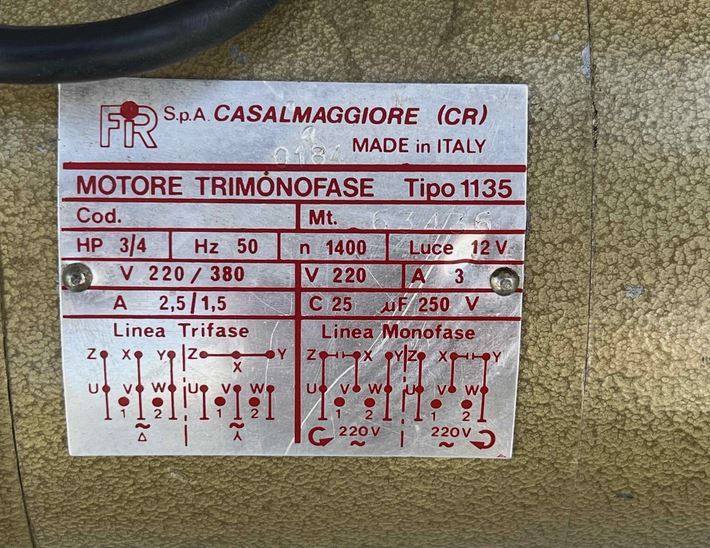 FIR S.p.A. CASALMAGGIORE (CR)
0184 MADE in ITALY
MOTORE TRIMONOFASE Tipo 1135
Cod. Mt.
HP 3/4 Hz 50 n 1400 Luce 12 V
V 220 / 380 V 220 A 3
A 2,5/1,5 C 25 µF 250 V
Linea Trifase Linea Monofase
Z X Y Z X Y Z X Y Z X Y
U V W U V W U V W U V W
1 2 1 2 1 2 1 2
~ ~ 220V 220V
Δ ⅄ ~ ~